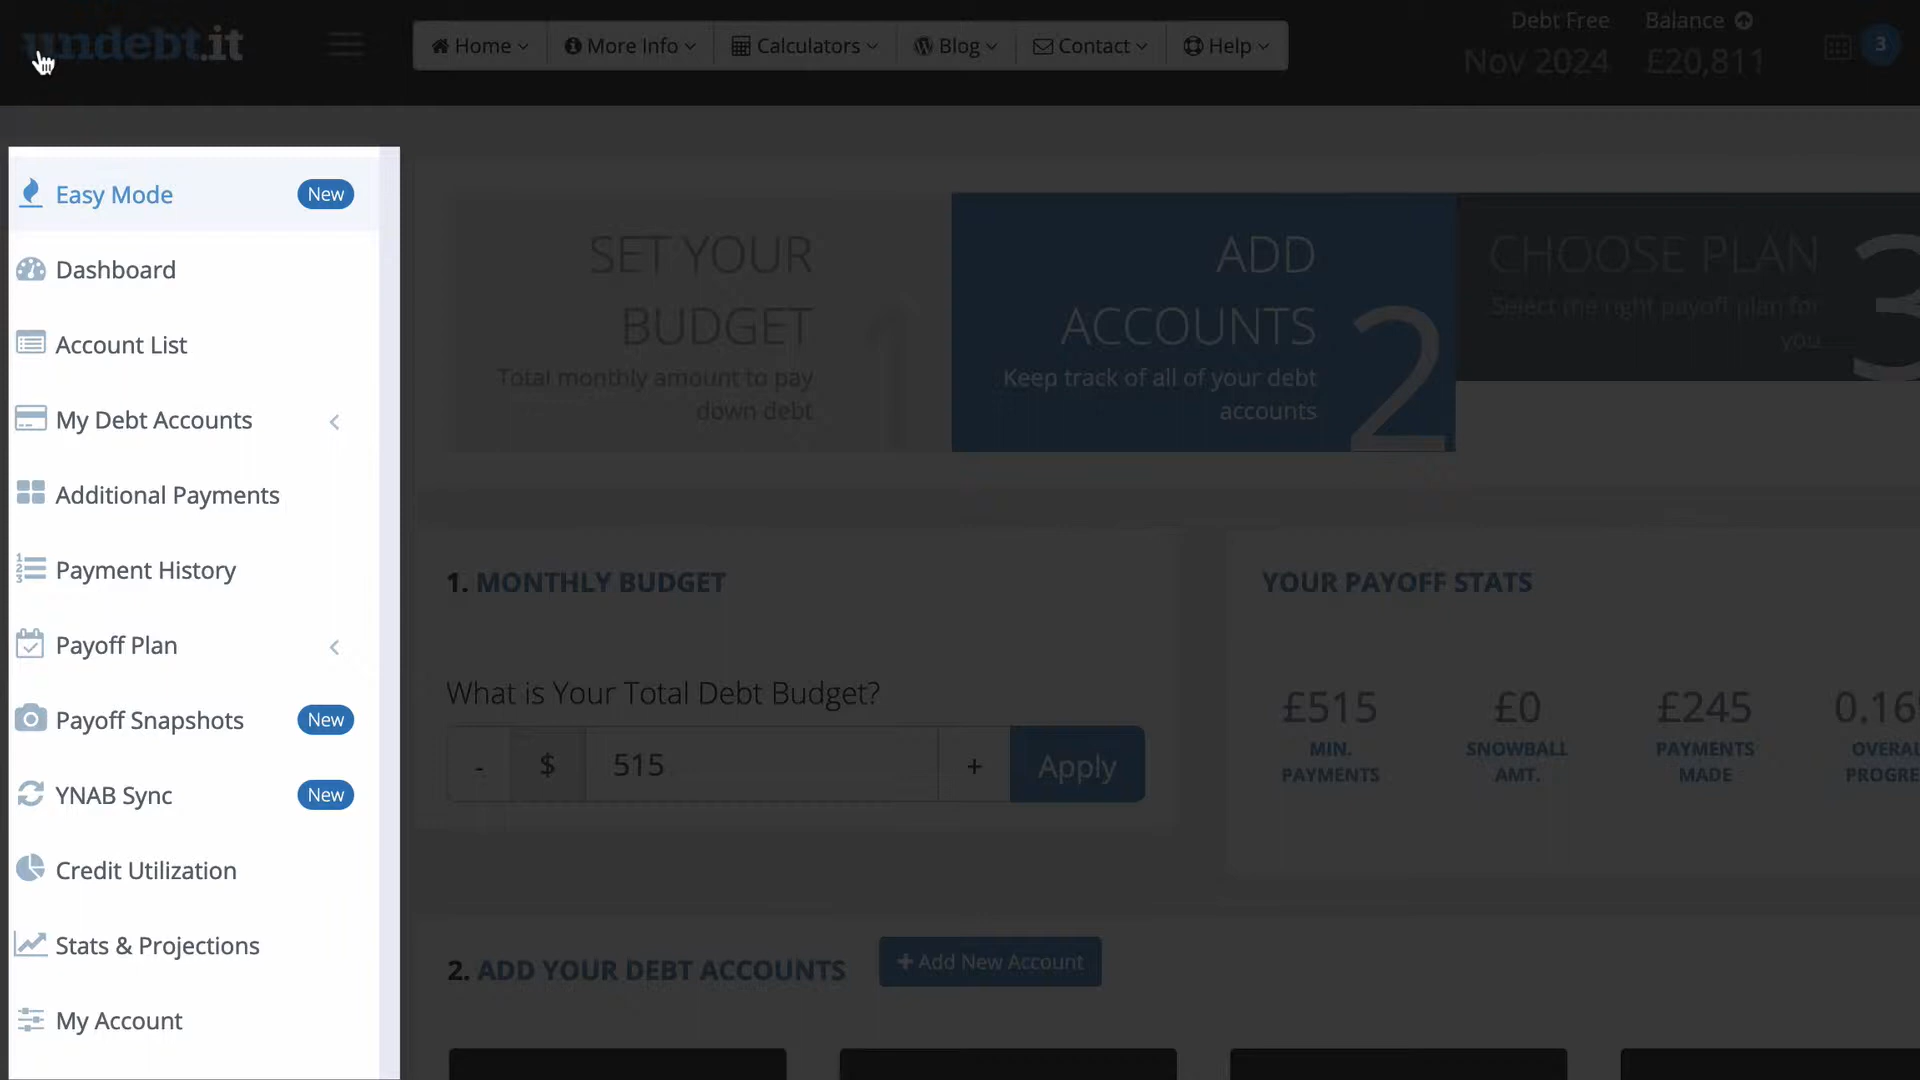 undebt.it
Home
More Info
Calculators
Blog
Contact
Help
Debt Free
Nov 2024
Balance
£20,811
3
Easy Mode New
Dashboard
Account List
My Debt Accounts
Additional Payments
Payment History
Payoff Plan
Payoff Snapshots New
YNAB Sync New
Credit Utilization
Stats & Projections
My Account
SET YOUR
BUDGET
Total monthly amount to pay
down debt
1
ADD
ACCOUNTS
Keep track of all of your debt
accounts
2
CHOOSE PLAN
Select the right payoff plan for
you
3
1. MONTHLY BUDGET
What is Your Total Debt Budget?
- $ 515 + Apply
YOUR PAYOFF STATS
£515
MIN.
PAYMENTS
£0
SNOWBALL
AMT.
£245
PAYMENTS
MADE
0.16
OVERAL
PROGRE
2. ADD YOUR DEBT ACCOUNTS
+ Add New Account